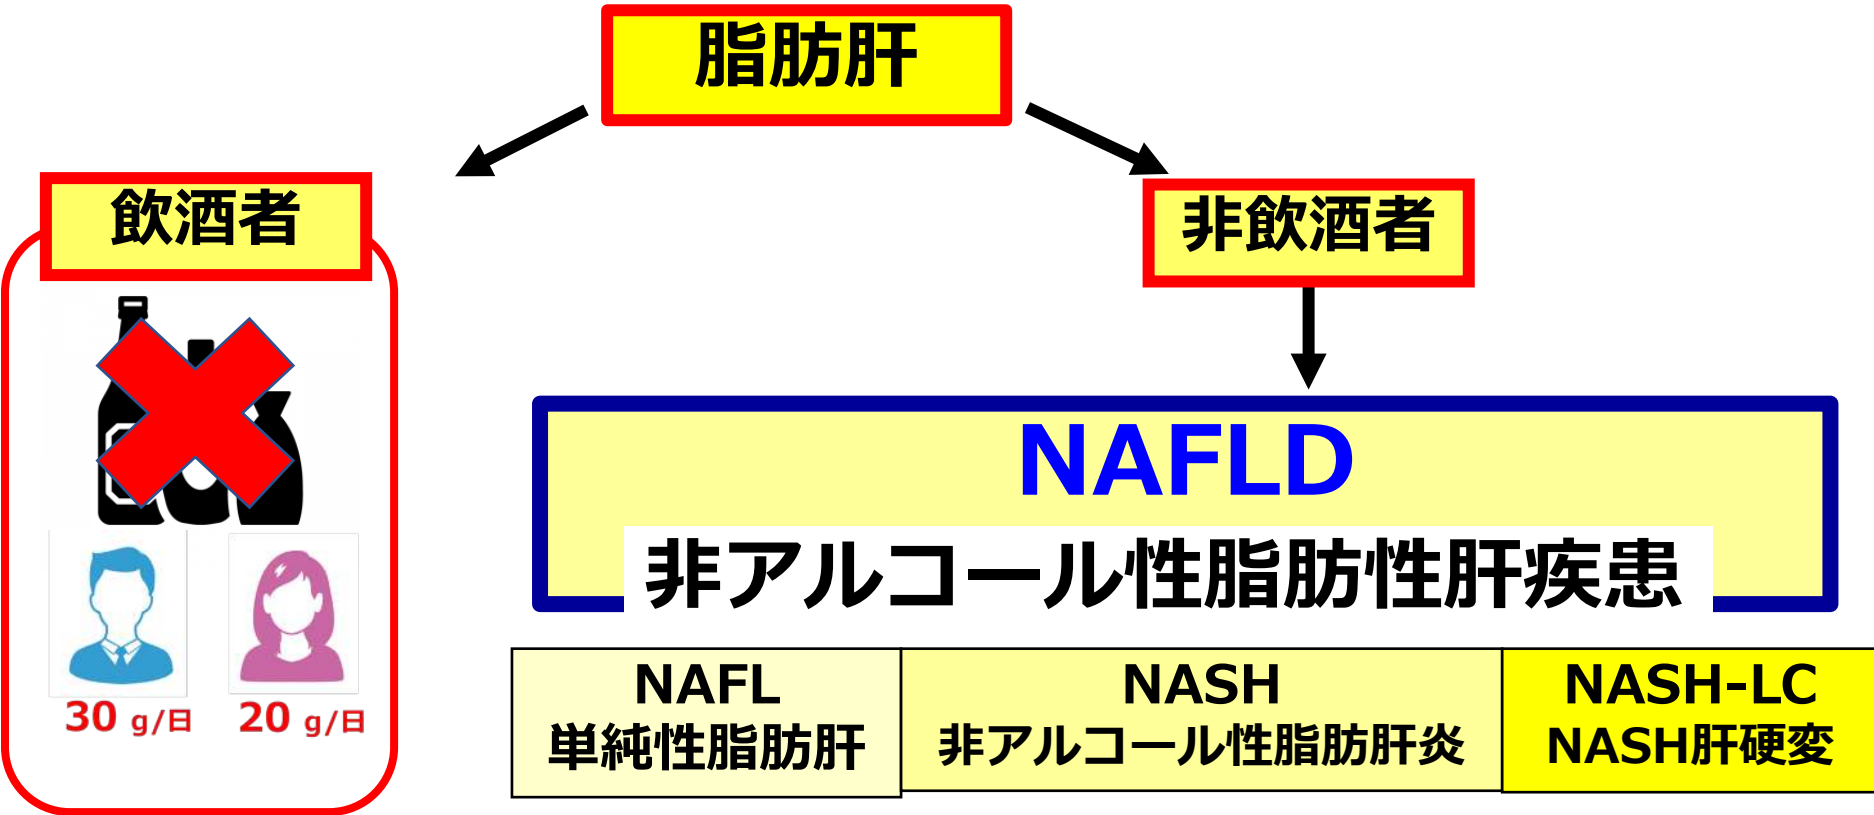 脂肪肝
飲酒者
非飲酒者
30 g/日
20 g/日
NAFLD
非アルコール性脂肪性肝疾患
NAFL
単純性脂肪肝
NASH
非アルコール性脂肪肝炎
NASH-LC
NASH肝硬変